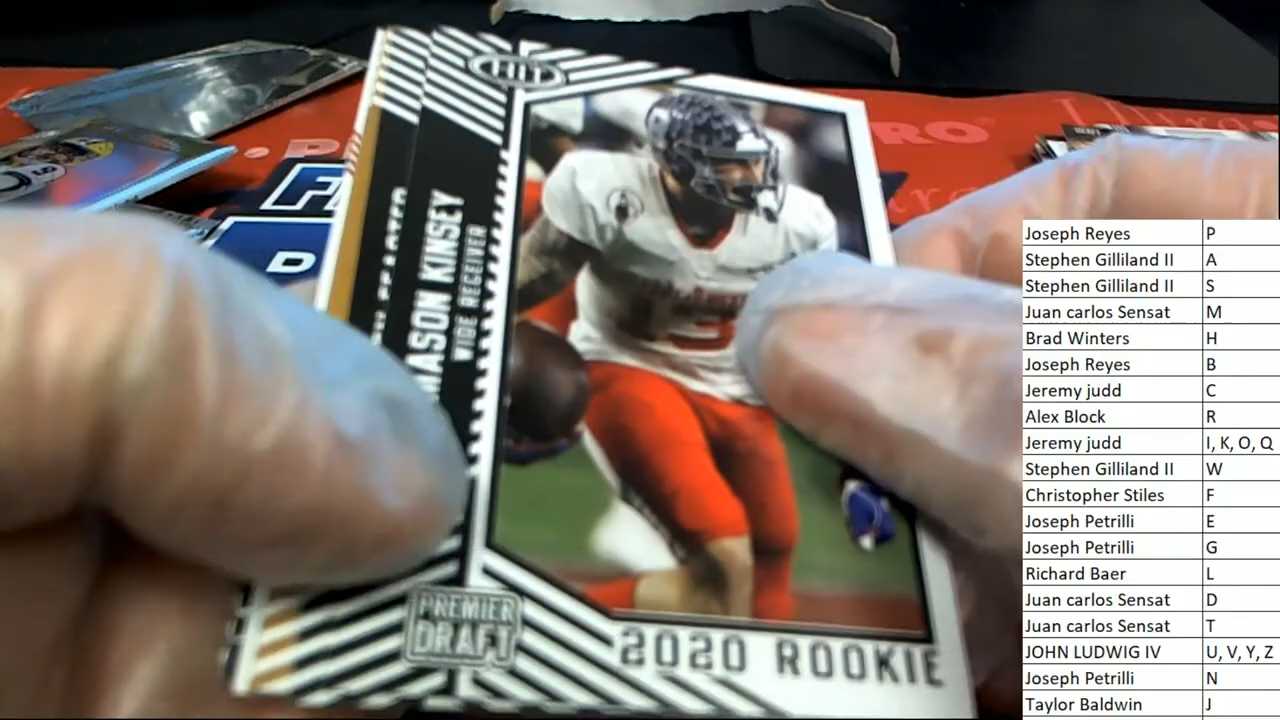 HIT
MASON KINSEY
WIDE RECEIVER
PREMIER
DRAFT
2020 ROOKIE
Joseph Reyes P
Stephen Gilliland II A
Stephen Gilliland II S
Juan carlos Sensat M
Brad Winters H
Joseph Reyes B
Jeremy judd C
Alex Block R
Jeremy judd I, K, O, Q
Stephen Gilliland II W
Christopher Stiles F
Joseph Petrilli E
Joseph Petrilli G
Richard Baer L
Juan carlos Sensat D
Juan carlos Sensat T
JOHN LUDWIG IV U, V, Y, Z
Joseph Petrilli N
Taylor Baldwin J